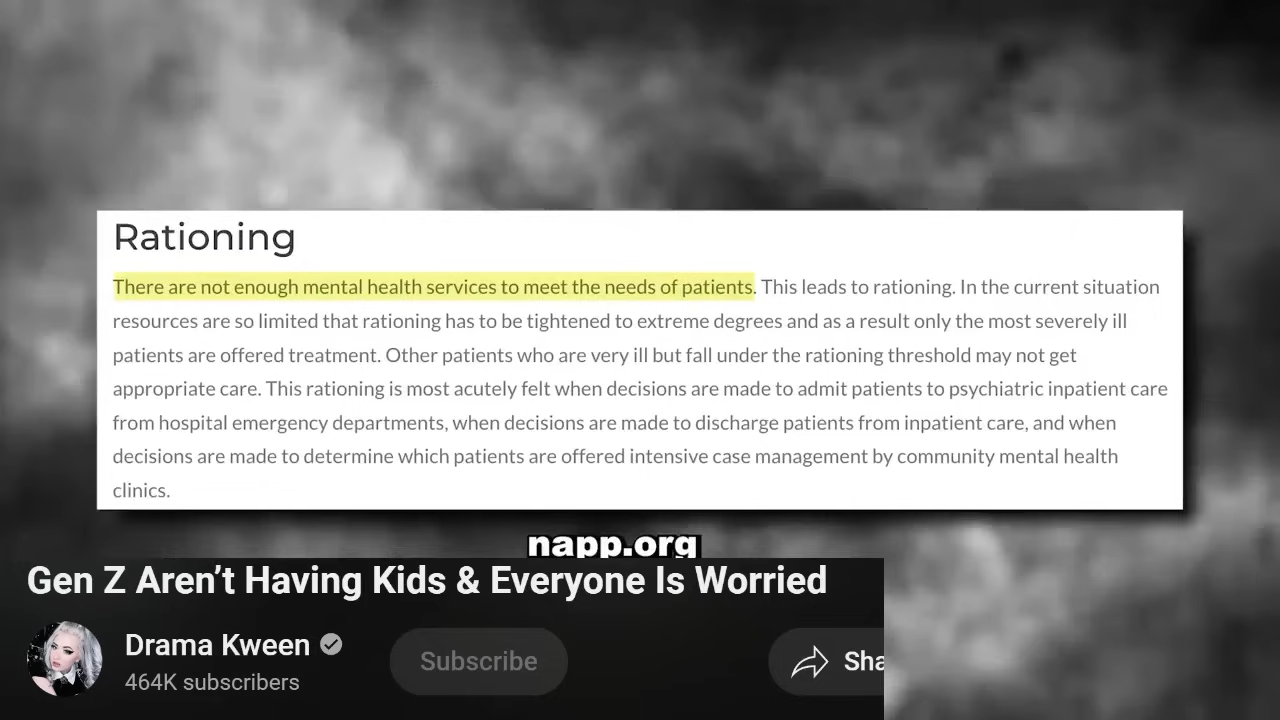 Rationing
There are not enough mental health services to meet the needs of patients. This leads to rationing. In the current situation
resources are so limited that rationing has to be tightened to extreme degrees and as a result only the most severely ill
patients are offered treatment. Other patients who are very ill but fall under the rationing threshold may not get
appropriate care. This rationing is most acutely felt when decisions are made to admit patients to psychiatric inpatient care
from hospital emergency departments, when decisions are made to discharge patients from inpatient care, and when
decisions are made to determine which patients are offered intensive case management by community mental health
clinics.
napp.org
Gen Z Aren’t Having Kids & Everyone Is Worried
Drama Kween
464K subscribers
Subscribe
Sha